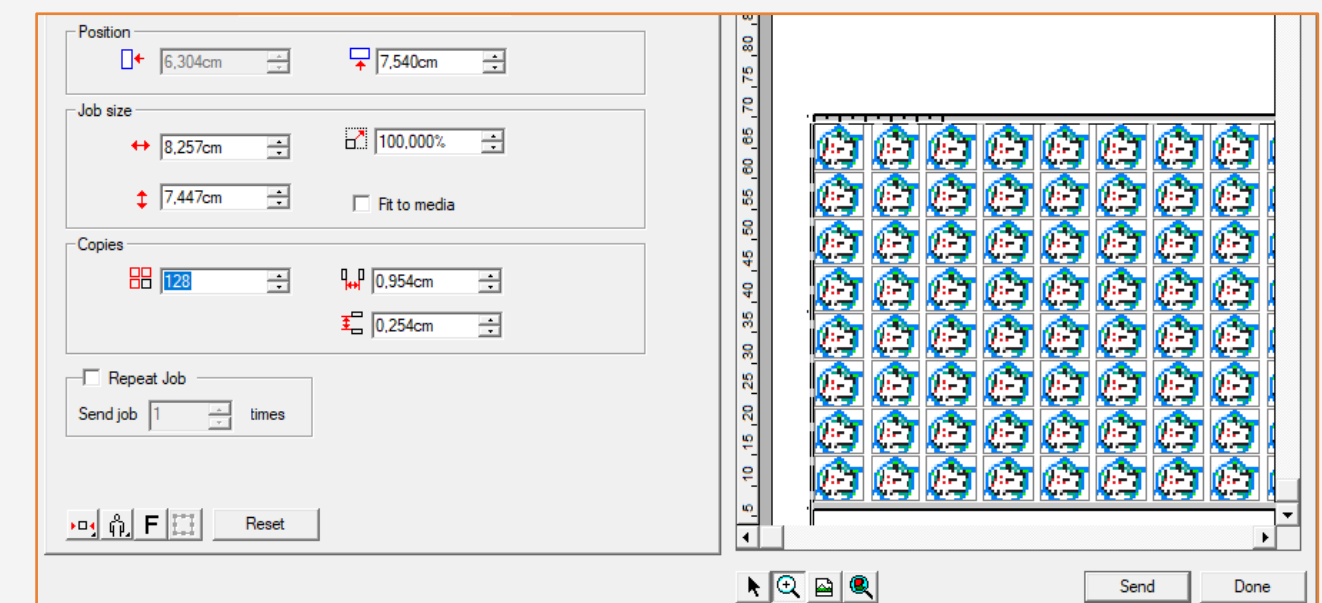 Position
6,304cm 7,540cm
Job size
8,257cm 100,000%
7,447cm Fit to media
Copies
128 0,954cm
0,254cm
Repeat Job
Send job 1 times
F Reset
80
75
70
65
60
55
50
45
40
35
30
25
20
15
10
5
Send Done